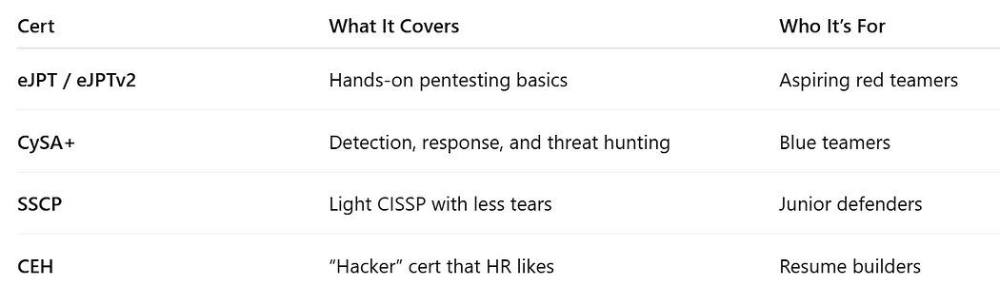 Cert What It Covers Who It’s For
eJPT / eJPTv2 Hands-on pentesting basics Aspiring red teamers
CySA+ Detection, response, and threat hunting Blue teamers
SSCP Light CISSP with less tears Junior defenders
CEH “Hacker” cert that HR likes Resume builders